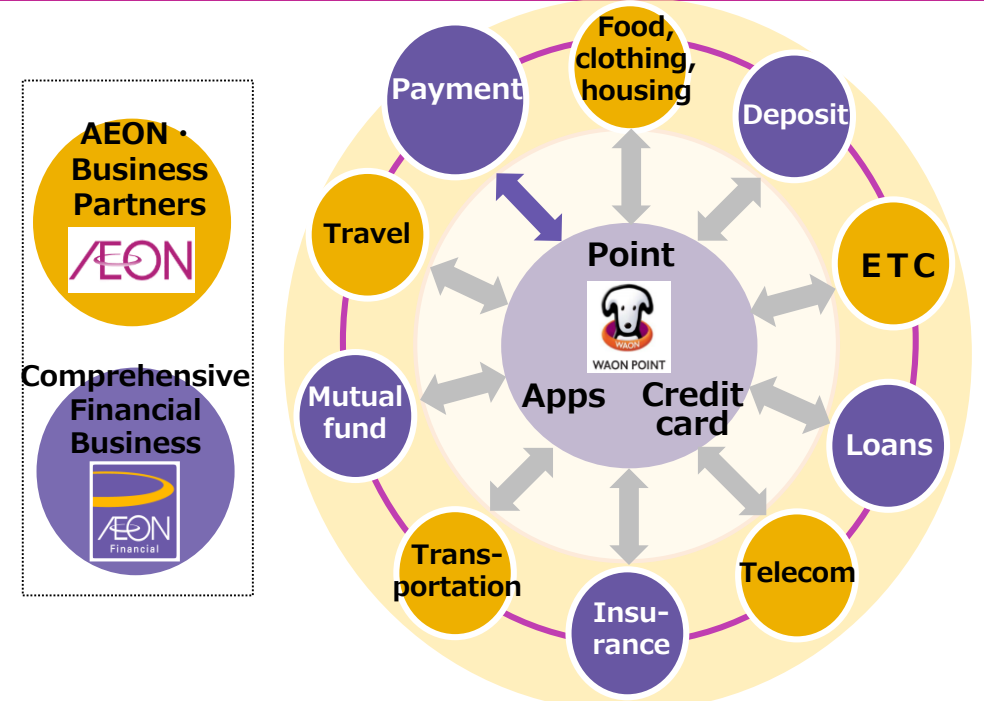 AEON・
Business
Partners
ÆON
Comprehensive
Financial
Business
ÆON
Financial
Payment
Food,
clothing,
housing
Deposit
Travel
ETC
Point
WAON
WAON POINT
Apps
Credit
card
Mutual
fund
Loans
Trans-
portation
Telecom
Insu-
rance